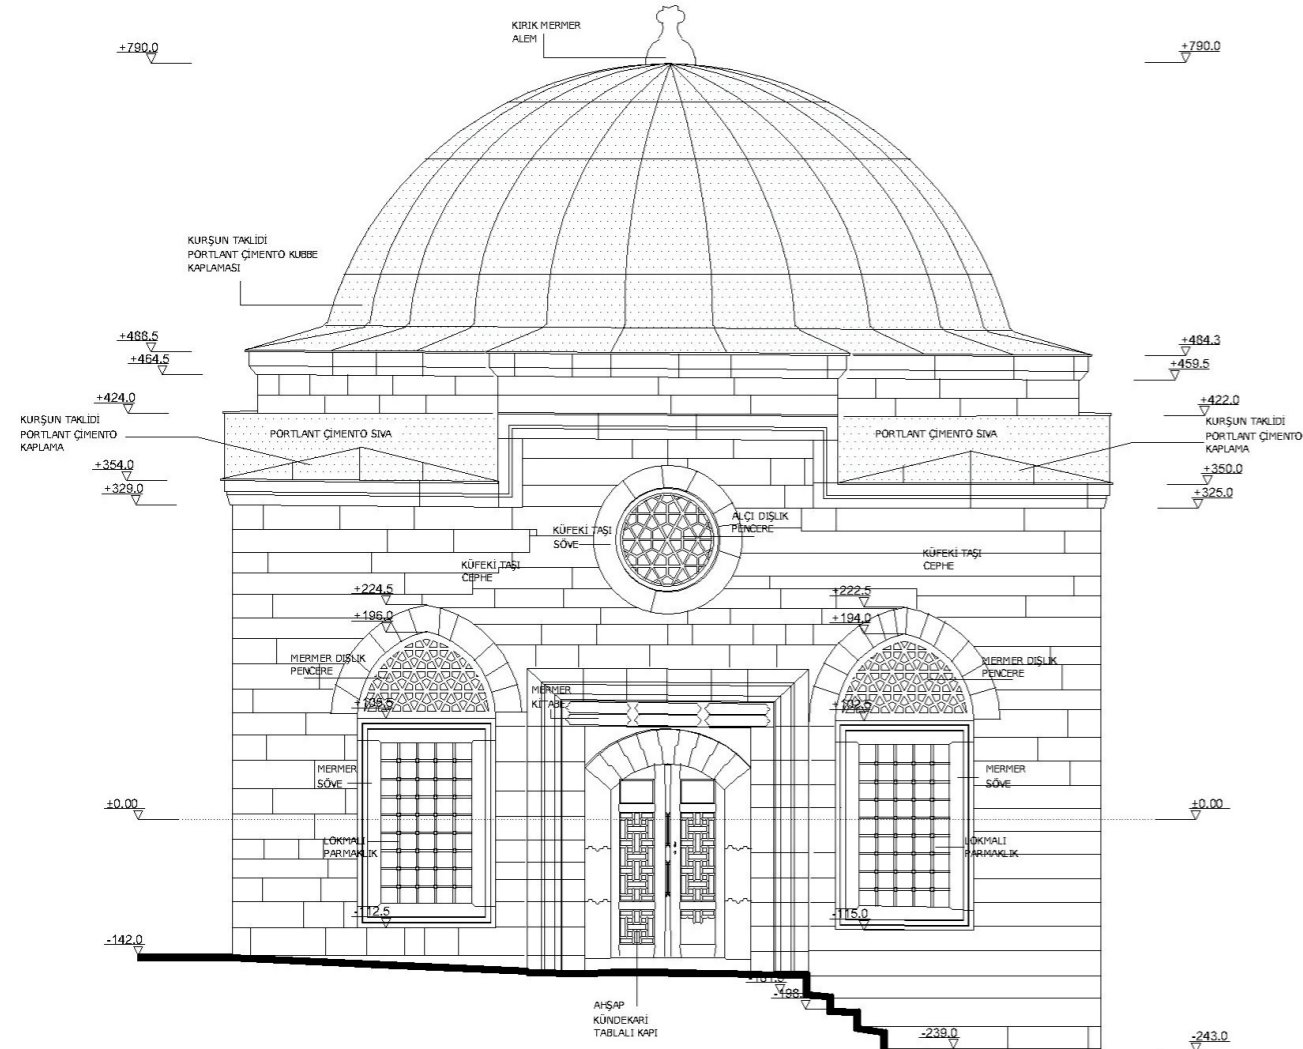 KIRIK MERMER
ALEM
+790.0
+790.0
KURŞUN TAKLİDİ
PORTLANT ÇİMENTO KUBBE
KAPLAMASI
+488.5
+484.3
+464.5
+459.5
+424.0
+422.0
KURŞUN TAKLİDİ
PORTLANT ÇİMENTO
KAPLAMA
PORTLANT ÇİMENTO SIVA
PORTLANT ÇİMENTO SIVA
KURŞUN TAKLİDİ
PORTLANT ÇİMENTO
KAPLAMA
+354.0
+350.0
+329.0
+325.0
KÜFEKİ TAŞI
SÖVE
ALÇI DIŞLIK
PENCERE
KÜFEKİ TAŞI
CEPHE
KÜFEKİ TAŞI
CEPHE
+224.5
+222.5
+196.0
+194.0
MERMER DIŞLIK
PENCERE
MERMER DIŞLIK
PENCERE
MERMER
KİTABE
+102.5
MERMER
SÖVE
MERMER
SÖVE
±0.00
±0.00
LOKMALI
PARMAKLIK
LOKMALI
PARMAKLIK
-112.5
-115.0
-142.0
AHŞAP
KÜNDEKARİ
TABLALI KAPI
-239.0
-243.0